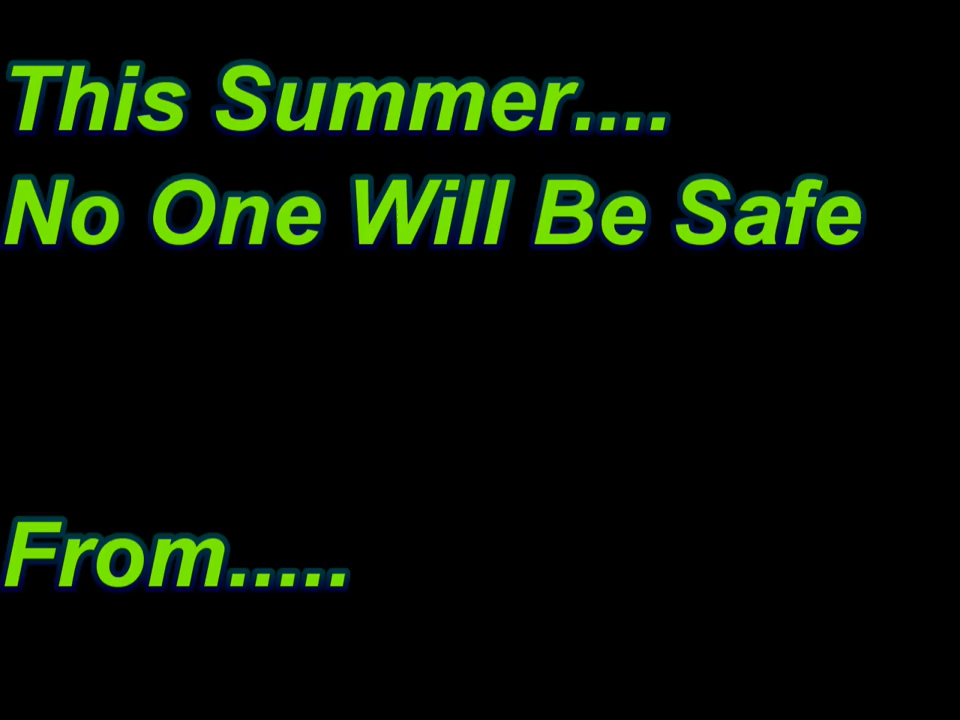 This Summer....
No One Will Be Safe
From.....